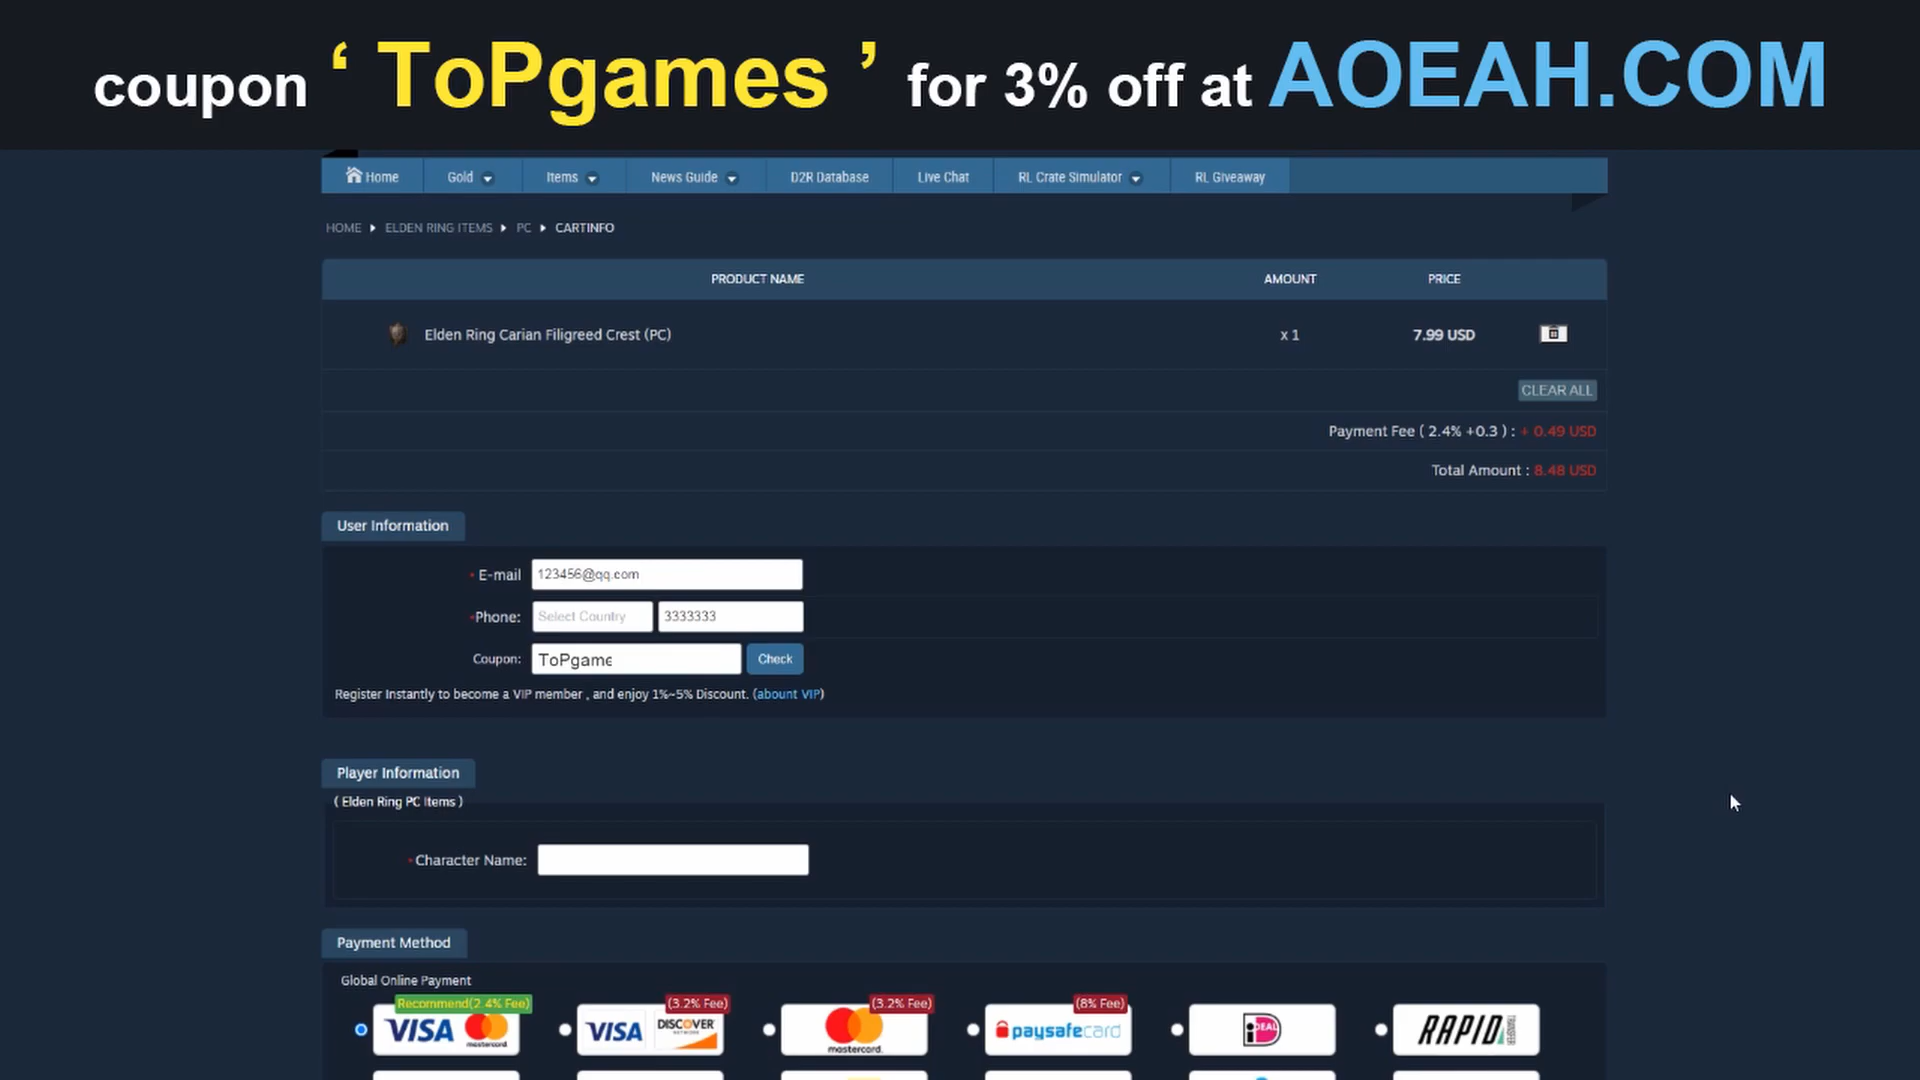 coupon ‘ ToPgames ’ for 3% off at AOEAH.COM
Home Gold Items News Guide D2R Database Live Chat RL Crate Simulator RL Giveaway
HOME ELDEN RING ITEMS PC CARTINFO
PRODUCT NAME AMOUNT PRICE
Elden Ring Carian Filigreed Crest (PC) x 1 7.99 USD
CLEAR ALL
Payment Fee ( 2.4% +0.3 ) : + 0.49 USD
Total Amount : 8.48 USD
User Information
* E-mail 123456@qq.com
*Phone: Select Country 3333333
Coupon: ToPgame Check
Register Instantly to become a VIP member , and enjoy 1%~5% Discount. (abount VIP)
Player Information
( Elden Ring PC Items )
*Character Name:
Payment Method
Global Online Payment
Recommend(2.4% Fee) (3.2% Fee) (3.2% Fee) (8% Fee)
VISA mastercard. VISA DISCOVER NETWORK mastercard. paysafecard iDEAL RAPID TRANSFER